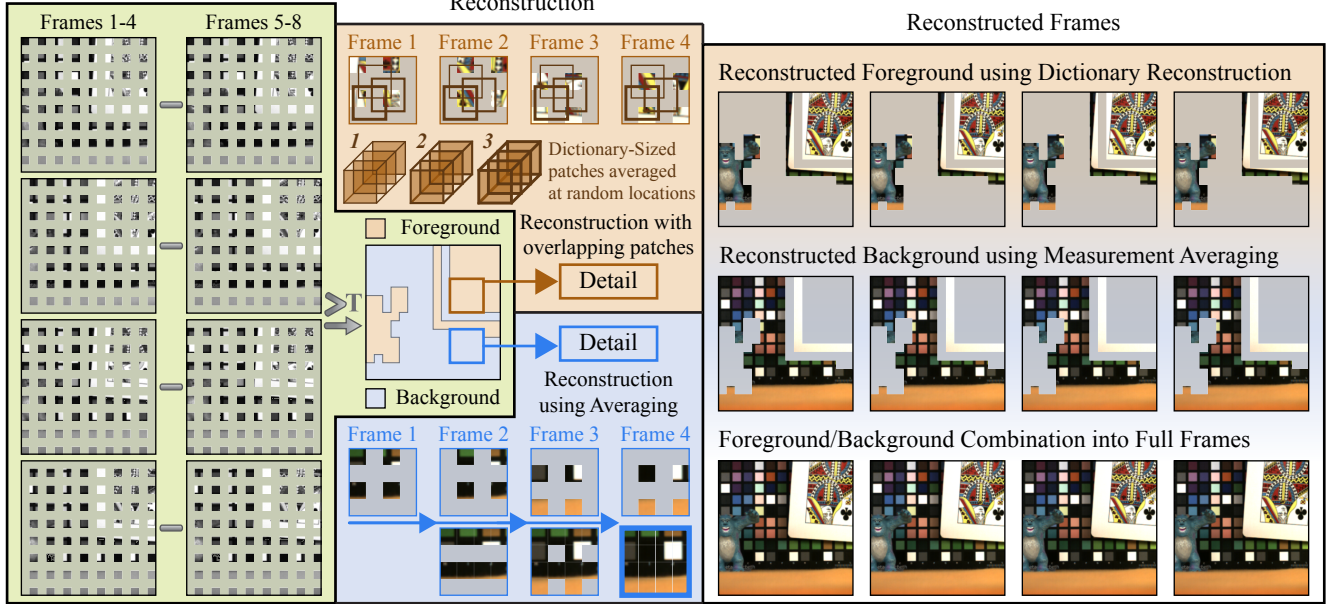 Reconstruction
Frames 1-4
Frames 5-8
Frame 1
Frame 2
Frame 3
Frame 4
1
2
3
Dictionary-Sized
patches averaged
at random locations
Reconstruction with
overlapping patches
Foreground
Detail
>T
Background
Detail
Reconstruction
using Averaging
Frame 1
Frame 2
Frame 3
Frame 4
Reconstructed Frames
Reconstructed Foreground using Dictionary Reconstruction
Reconstructed Background using Measurement Averaging
Foreground/Background Combination into Full Frames